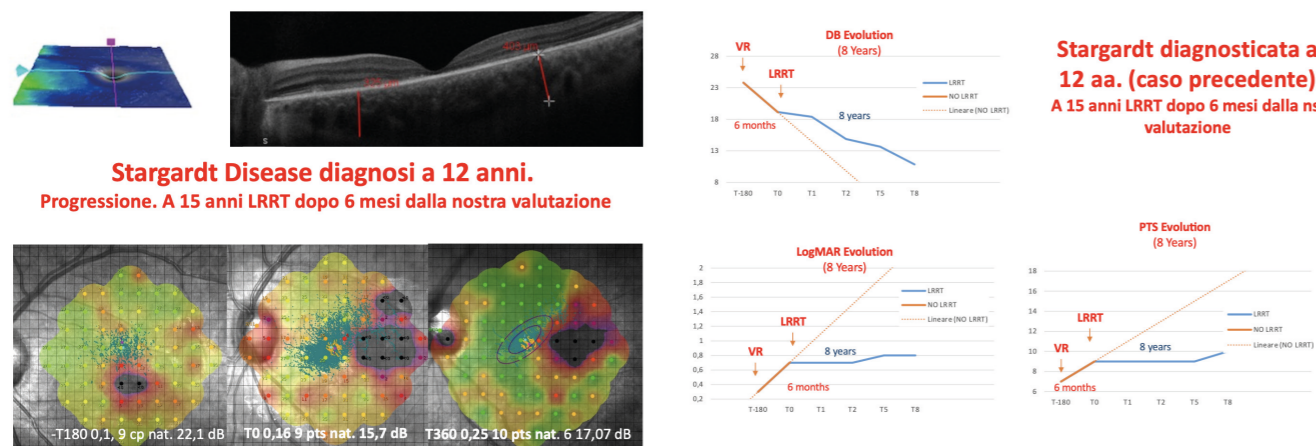 Stargardt Disease diagnosi a 12 anni.
Progressione. A 15 anni LRRT dopo 6 mesi dalla nostra valutazione
-T180 0,1, 9 cp nat. 22,1 dB
T0 0,16 9 pts nat. 15,7 dB
T360 0,25 10 pts nat. 6 17,07 dB
DB Evolution
(8 Years)
28
23
18
13
8
VR
LRRT
6 months
8 years
LRRT
NO LRRT
Lineare (NO LRRT)
T-180 T0 T1 T2 T5 T8
Stargardt diagnosticata a
12 aa. (caso precedente)
A 15 anni LRRT dopo 6 mesi dalla nos
valutazione
LogMAR Evolution
(8 Years)
2
1,8
1,6
1,4
1,2
1
0,8
0,6
0,4
0,2
VR
LRRT
8 years
6 months
LRRT
NO LRRT
Lineare (NO LRRT)
T-180 T0 T1 T2 T5 T8
PTS Evolution
(8 Years)
18
16
14
12
10
8
6
LRRT
VR
8 years
6 months
LRRT
NO LRRT
Lineare (NO LRRT)
T-180 T0 T1 T2 T5 T8